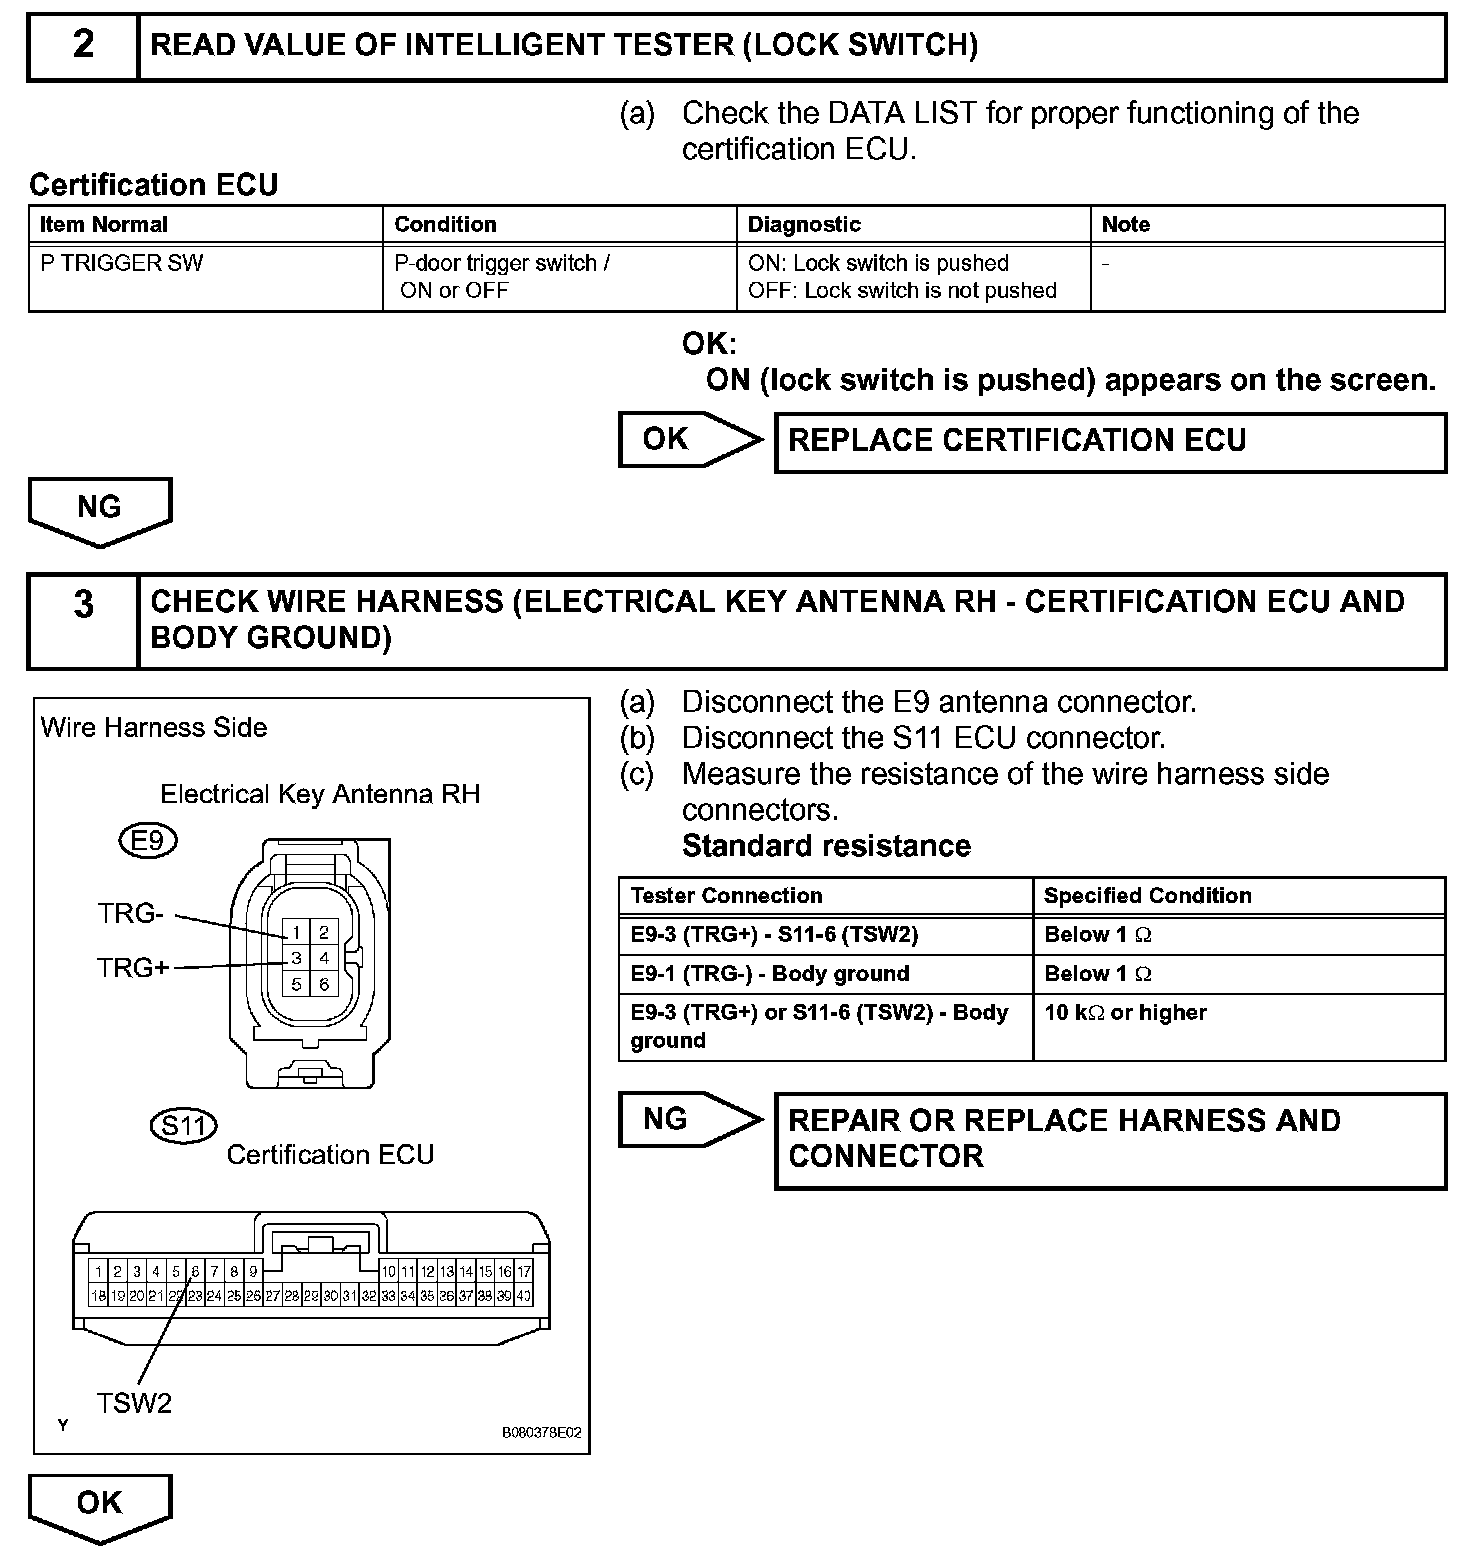 2
READ VALUE OF INTELLIGENT TESTER (LOCK SWITCH)
(a) Check the DATA LIST for proper functioning of the
certification ECU.
Certification ECU
Item Normal Condition Diagnostic Note
P TRIGGER SW P-door trigger switch / ON: Lock switch is pushed -
ON or OFF OFF: Lock switch is not pushed
OK:
ON (lock switch is pushed) appears on the screen.
OK
REPLACE CERTIFICATION ECU
NG
3
CHECK WIRE HARNESS (ELECTRICAL KEY ANTENNA RH - CERTIFICATION ECU AND
BODY GROUND)
Wire Harness Side
Electrical Key Antenna RH
E9
TRG-
TRG+
1 2
3 4
5 6
S11
Certification ECU
1 2 3 4 5 6 7 8 9 10 11 12 13 14 15 16 17
18 19 20 21 22 23 24 25 26 27 28 29 30 31 32 33 34 35 36 37 38 39 40
TSW2
Y
B080378E02
(a) Disconnect the E9 antenna connector.
(b) Disconnect the S11 ECU connector.
(c) Measure the resistance of the wire harness side
connectors.
Standard resistance
Tester Connection Specified Condition
E9-3 (TRG+) - S11-6 (TSW2) Below 1 Ω
E9-1 (TRG-) - Body ground Below 1 Ω
E9-3 (TRG+) or S11-6 (TSW2) - Body 10 kΩ or higher
ground
NG
REPAIR OR REPLACE HARNESS AND
CONNECTOR
OK